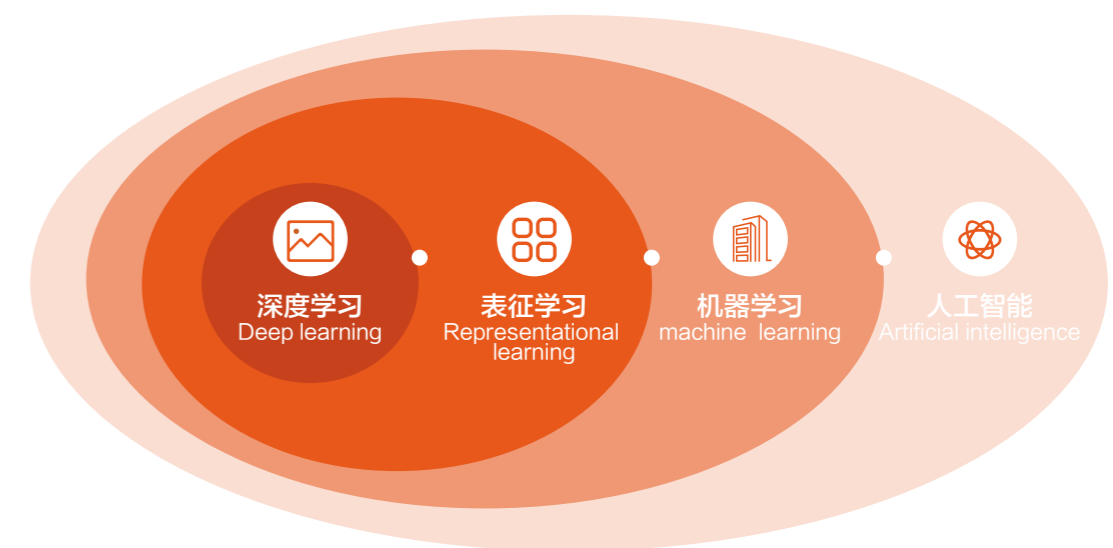 深度学习
Deep learning
表征学习
Representational
learning
机器学习
machine learning
人工智能
Artificial intelligence